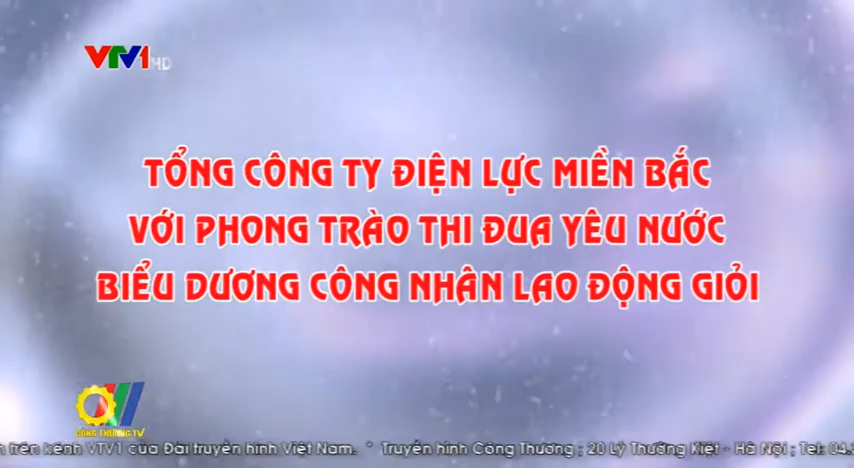 VTV1 HD
TỔNG CÔNG TY ĐIỆN LỰC MIỀN BẮC
VỚI PHONG TRÀO THI ĐUA YÊU NƯỚC
BIỂU DƯƠNG CÔNG NHÂN LAO ĐỘNG GIỎI
CÔNG THƯƠNG TV
trên kênh VTV1 của Đài truyền hình Việt Nam. * Truyền hình Công Thương ; 20 Lý Thường Kiệt - Hà Nội ; Tel: 04.